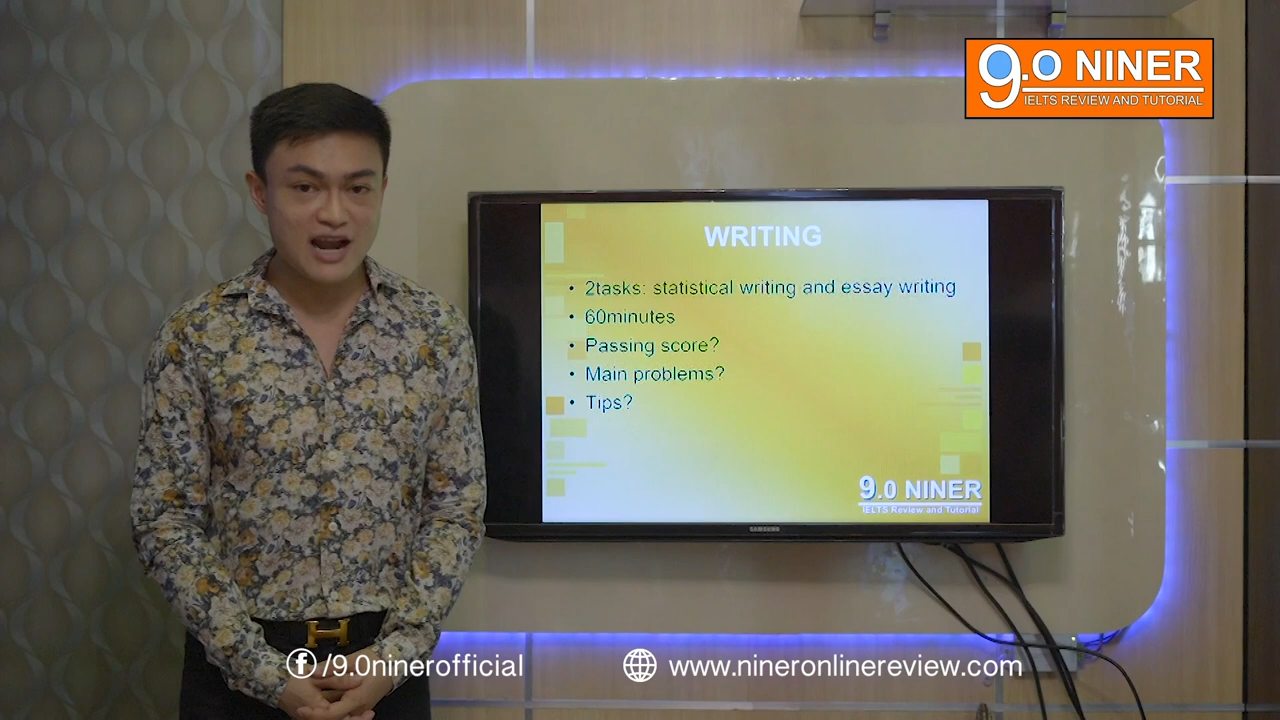 9.0 NINER
IELTS REVIEW AND TUTORIAL
WRITING
• 2tasks: statistical writing and essay writing
• 60minutes
• Passing score?
• Main problems?
• Tips?
9.0 NINER
IELTS Review and Tutorial
SAMSUNG
/9.0ninerofficial
www.nineronlinereview.com